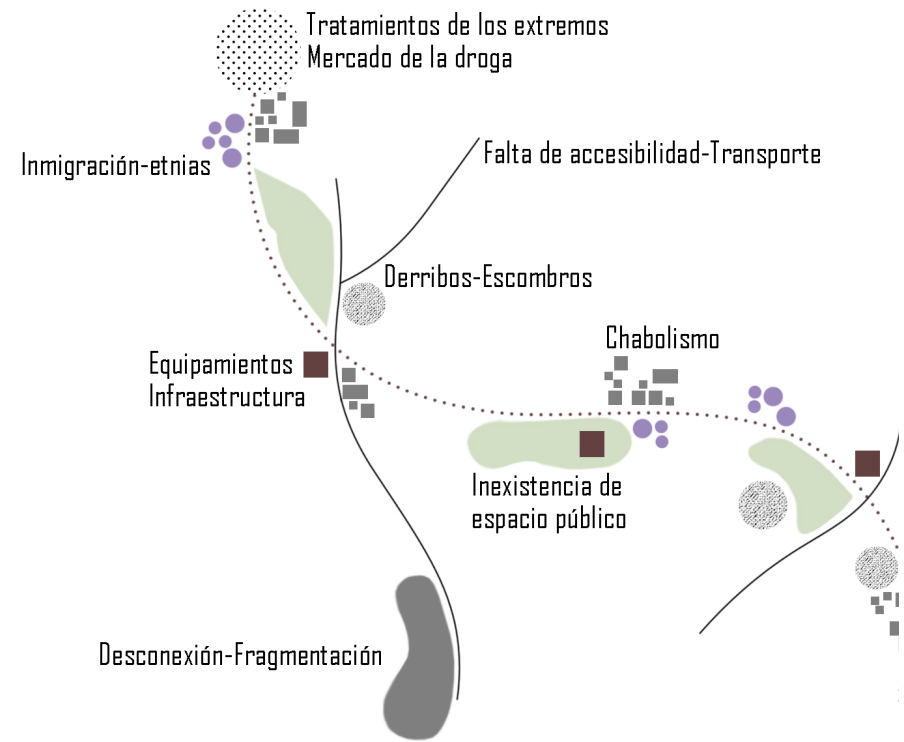 Tratamientos de los extremos
Mercado de la droga
Inmigración-etnias
Falta de accesibilidad-Transporte
Derribos-Escombros
Chabolismo
Equipamientos
Infraestructura
Inexistencia de
espacio público
Desconexión-Fragmentación